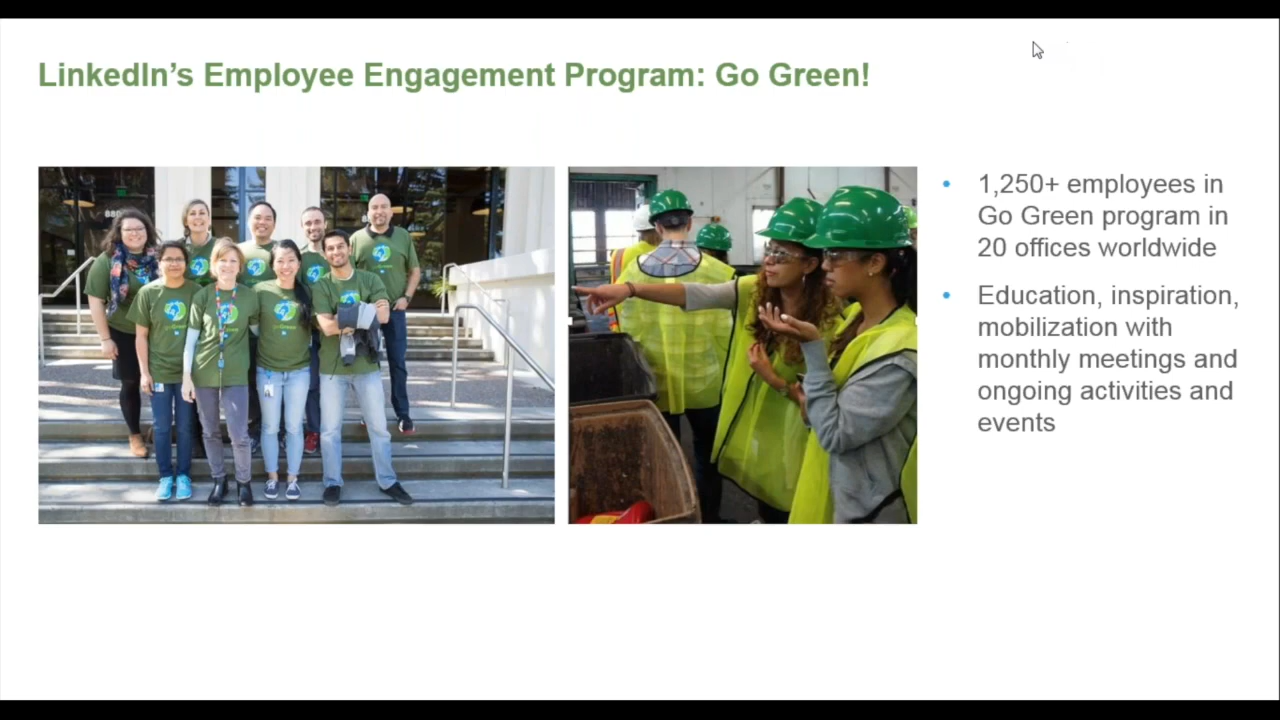 LinkedIn’s Employee Engagement Program: Go Green!
1,250+ employees in
Go Green program in
20 offices worldwide
Education, inspiration,
mobilization with
monthly meetings and
ongoing activities and
events